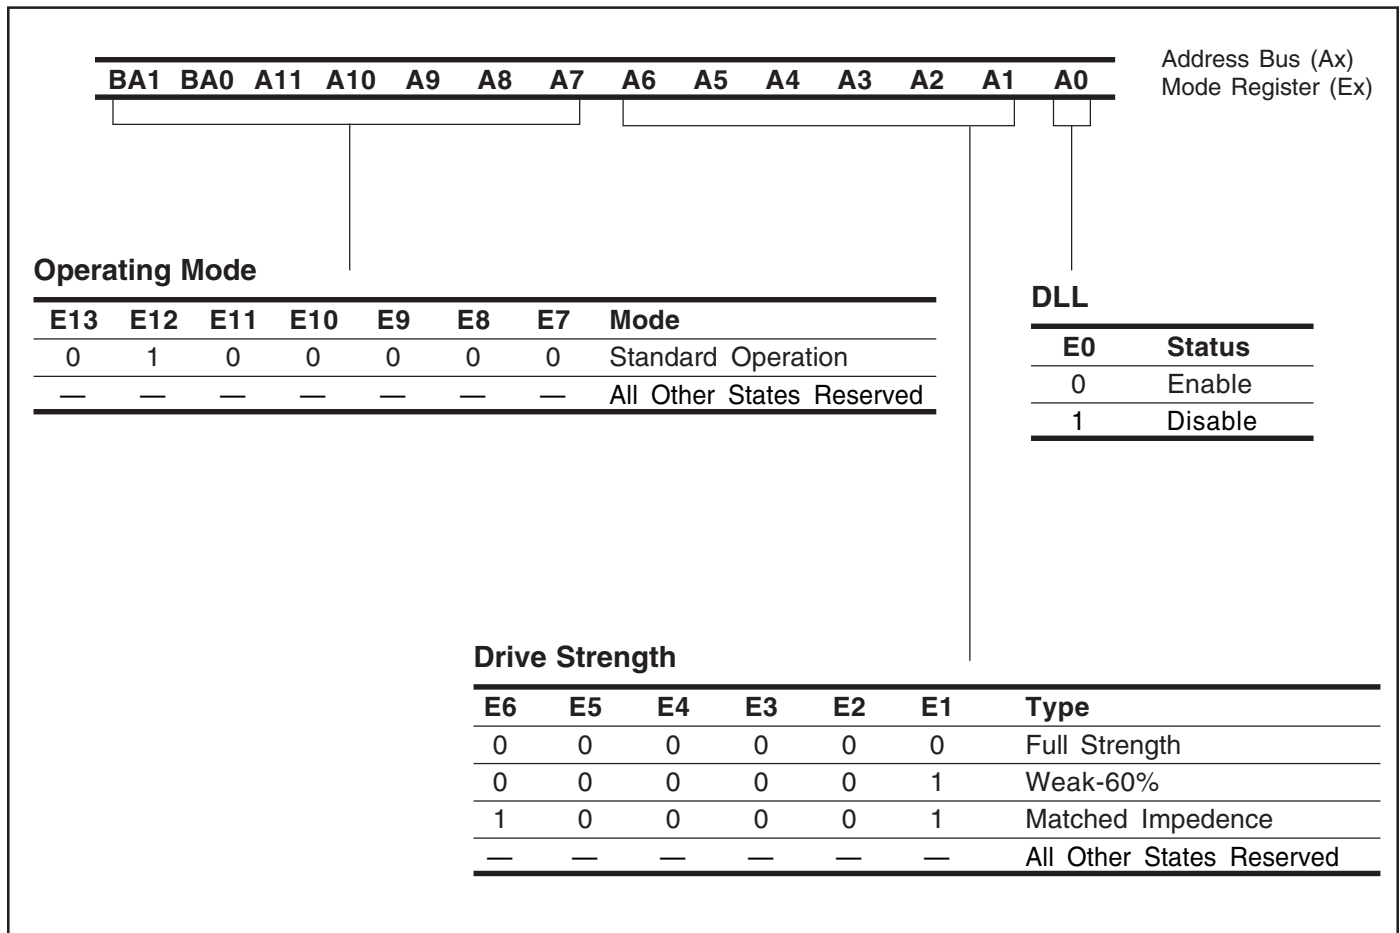 Address Bus (Ax)
Mode Register (Ex)
BA1 BA0 A11 A10 A9 A8 A7 A6 A5 A4 A3 A2 A1 A0
Operating Mode
E13 E12 E11 E10 E9 E8 E7 Mode
0 1 0 0 0 0 0 Standard Operation
— — — — — — — All Other States Reserved
DLL
E0 Status
0 Enable
1 Disable
Drive Strength
E6 E5 E4 E3 E2 E1 Type
0 0 0 0 0 0 Full Strength
0 0 0 0 0 1 Weak-60%
1 0 0 0 0 1 Matched Impedence
— — — — — — All Other States Reserved